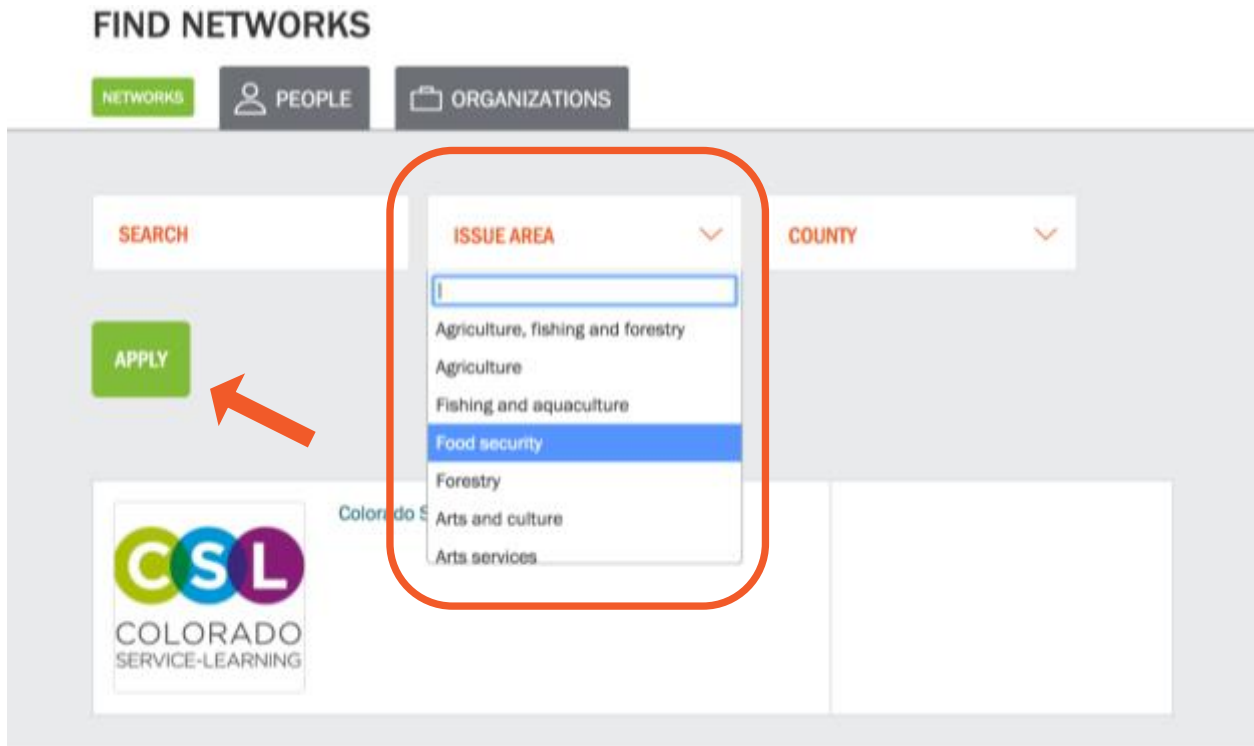 FIND NETWORKS
NETWORKS
PEOPLE
ORGANIZATIONS
SEARCH
ISSUE AREA
COUNTY
Agriculture, fishing and forestry
Agriculture
Fishing and aquaculture
Food security
Forestry
Arts and culture
Arts services
APPLY
Colorado S
CSL
COLORADO
SERVICE-LEARNING